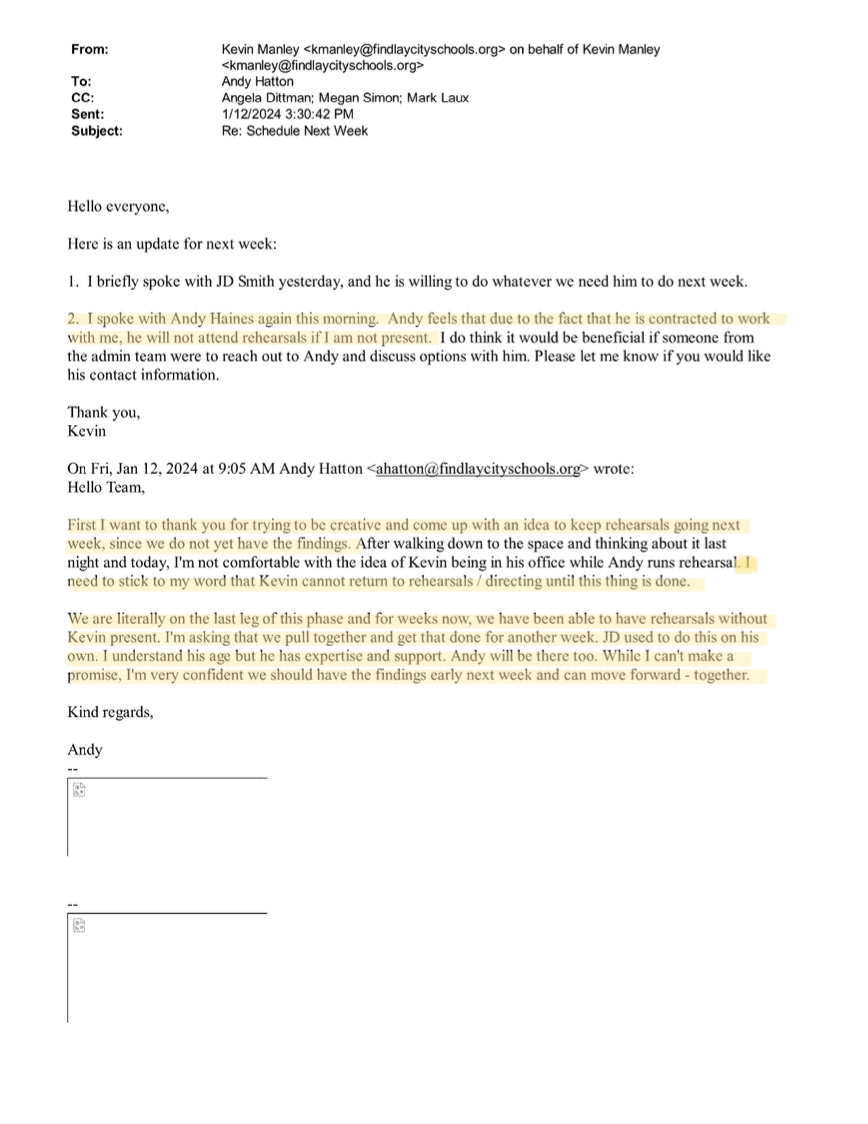 From: Kevin Manley <kmanley@findlaycityschools.org> on behalf of Kevin Manley
<kmanley@findlaycityschools.org>
To: Andy Hatton
CC: Angela Dittman; Megan Simon; Mark Laux
Sent: 1/12/2024 3:30:42 PM
Subject: Re: Schedule Next Week
Hello everyone,
Here is an update for next week:
1. I briefly spoke with JD Smith yesterday, and he is willing to do whatever we need him to do next week.
2. I spoke with Andy Haines again this morning. Andy feels that due to the fact that he is contracted to work
with me, he will not attend rehearsals if I am not present. I do think it would be beneficial if someone from
the admin team were to reach out to Andy and discuss options with him. Please let me know if you would like
his contact information.
Thank you,
Kevin
On Fri, Jan 12, 2024 at 9:05 AM Andy Hatton <ahatton@findlaycityschools.org> wrote:
Hello Team,
First I want to thank you for trying to be creative and come up with an idea to keep rehearsals going next
week, since we do not yet have the findings. After walking down to the space and thinking about it last
night and today, I'm not comfortable with the idea of Kevin being in his office while Andy runs rehearsal. I
need to stick to my word that Kevin cannot return to rehearsals / directing until this thing is done.
We are literally on the last leg of this phase and for weeks now, we have been able to have rehearsals without
Kevin present. I'm asking that we pull together and get that done for another week. JD used to do this on his
own. I understand his age but he has expertise and support. Andy will be there too. While I can't make a
promise, I'm very confident we should have the findings early next week and can move forward - together.
Kind regards,
Andy
--
--